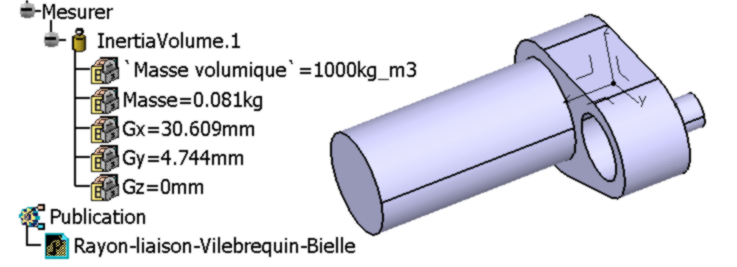 Mesurer
InertiaVolume.1
`Masse volumique`=1000kg_m3
Masse=0.081kg
Gx=30.609mm
Gy=4.744mm
Gz=0mm
Publication
Rayon-liaison-Vilebrequin-Bielle